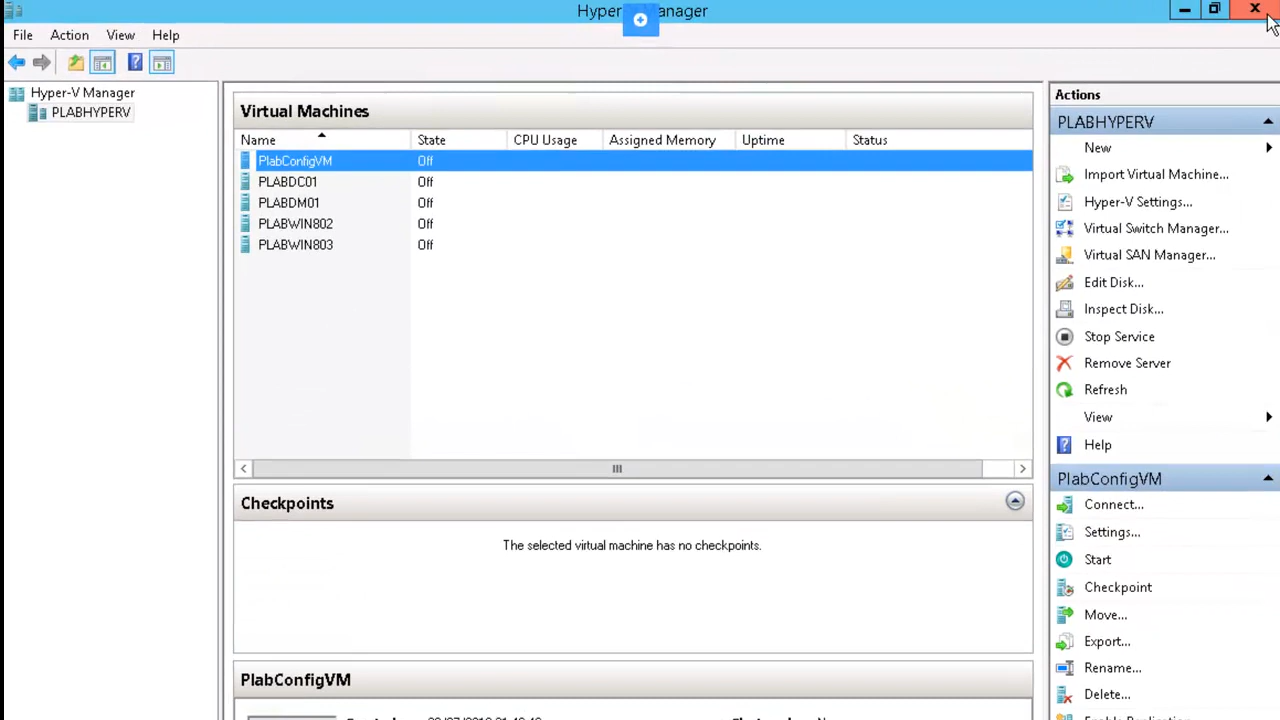 Hyper Manager
File Action View Help
Hyper-V Manager
PLABHYPERV
Virtual Machines
Name State CPU Usage Assigned Memory Uptime Status
PlabConfigVM Off
PLABDC01 Off
PLABDM01 Off
PLABWIN802 Off
PLABWIN803 Off
Checkpoints
The selected virtual machine has no checkpoints.
PlabConfigVM
Actions
PLABHYPERV
New
Import Virtual Machine...
Hyper-V Settings...
Virtual Switch Manager...
Virtual SAN Manager...
Edit Disk...
Inspect Disk...
Stop Service
Remove Server
Refresh
View
Help
PlabConfigVM
Connect...
Settings...
Start
Checkpoint
Move...
Export...
Rename...
Delete...